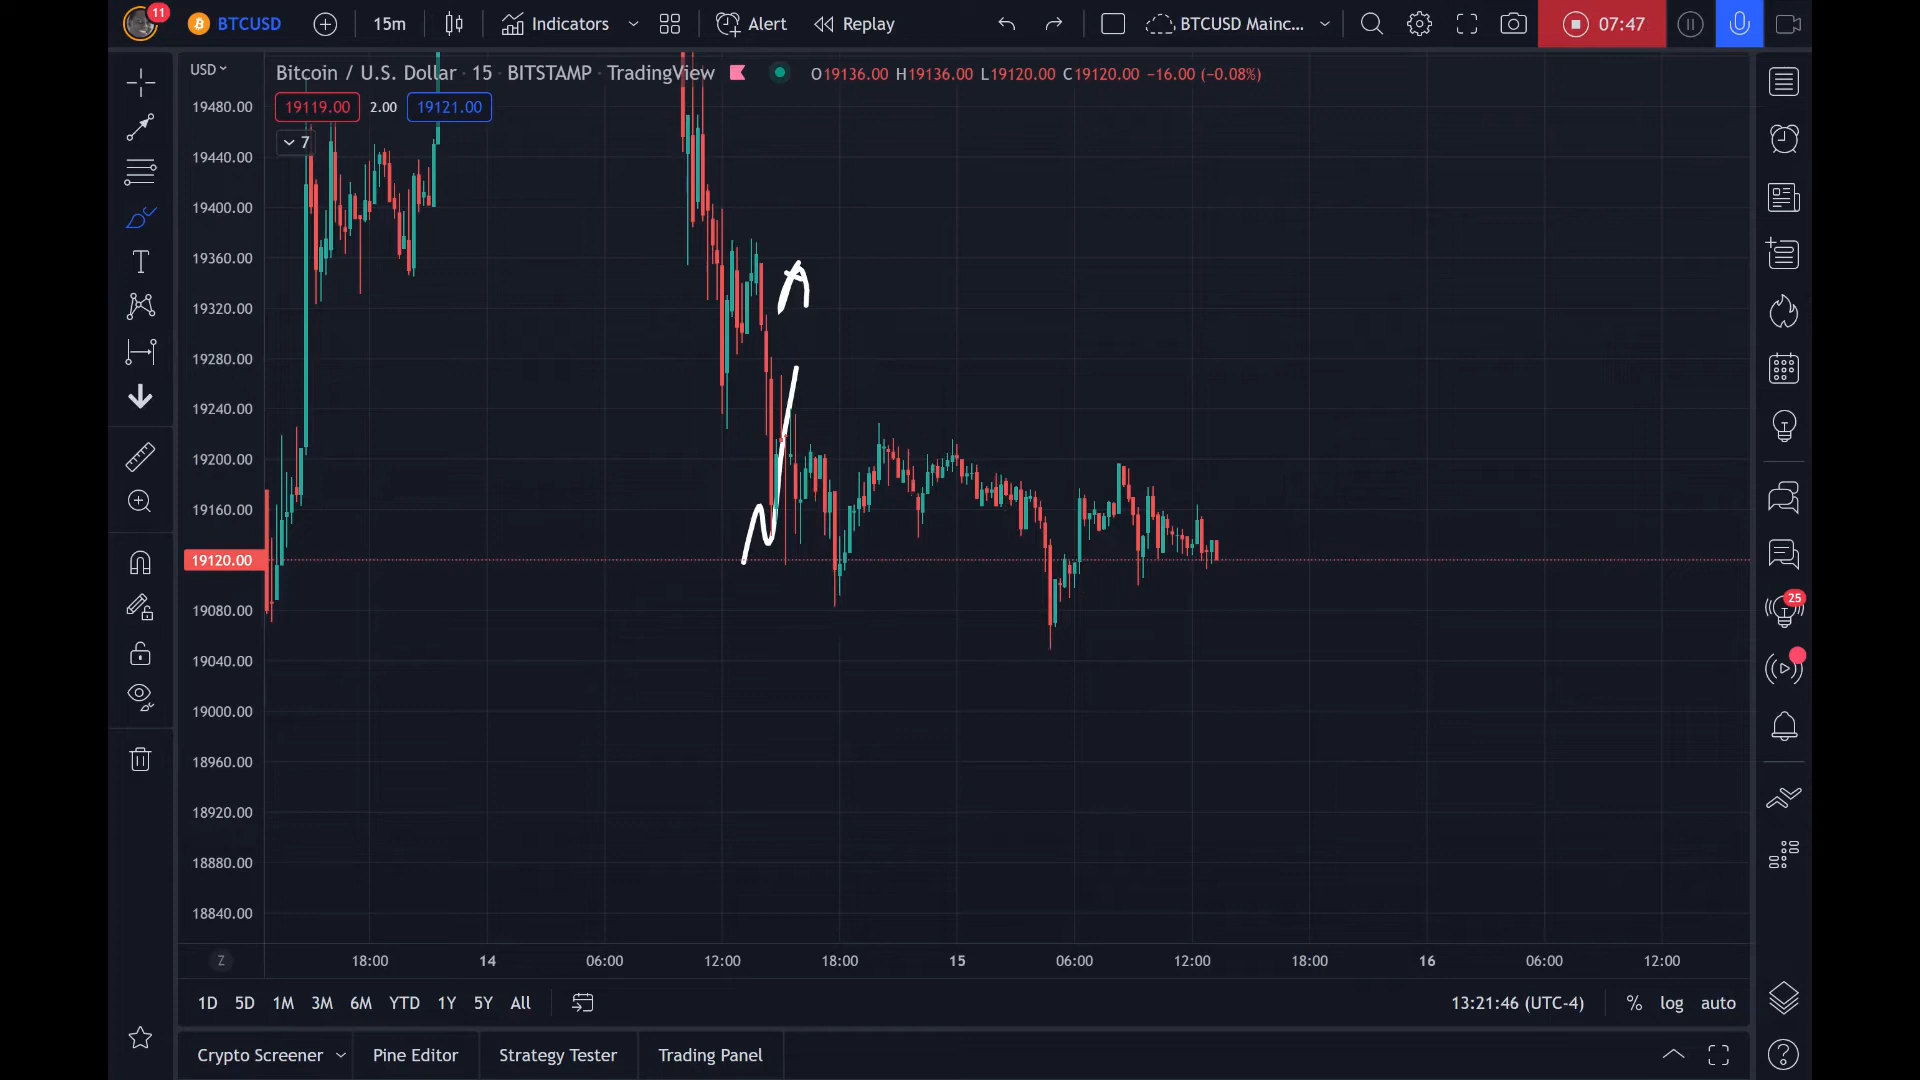 11
BTCUSD
15m
Indicators
Alert
Replay
BTCUSD Mainc...
07:47
USD
Bitcoin / U.S. Dollar · 15 · BITSTAMP · TradingView
O19136.00 H19136.00 L19120.00 C19120.00 −16.00 (−0.08%)
19119.00 2.00 19121.00
7
19480.00
19440.00
19400.00
19360.00
19320.00
19280.00
19240.00
19200.00
19160.00
19120.00
19080.00
19040.00
19000.00
18960.00
18920.00
18880.00
18840.00
A
25
Z
18:00 14 06:00 12:00 18:00 15 06:00 12:00 18:00 16 06:00 12:00
1D 5D 1M 3M 6M YTD 1Y 5Y All
13:21:46 (UTC-4) % log auto
Crypto Screener Pine Editor Strategy Tester Trading Panel